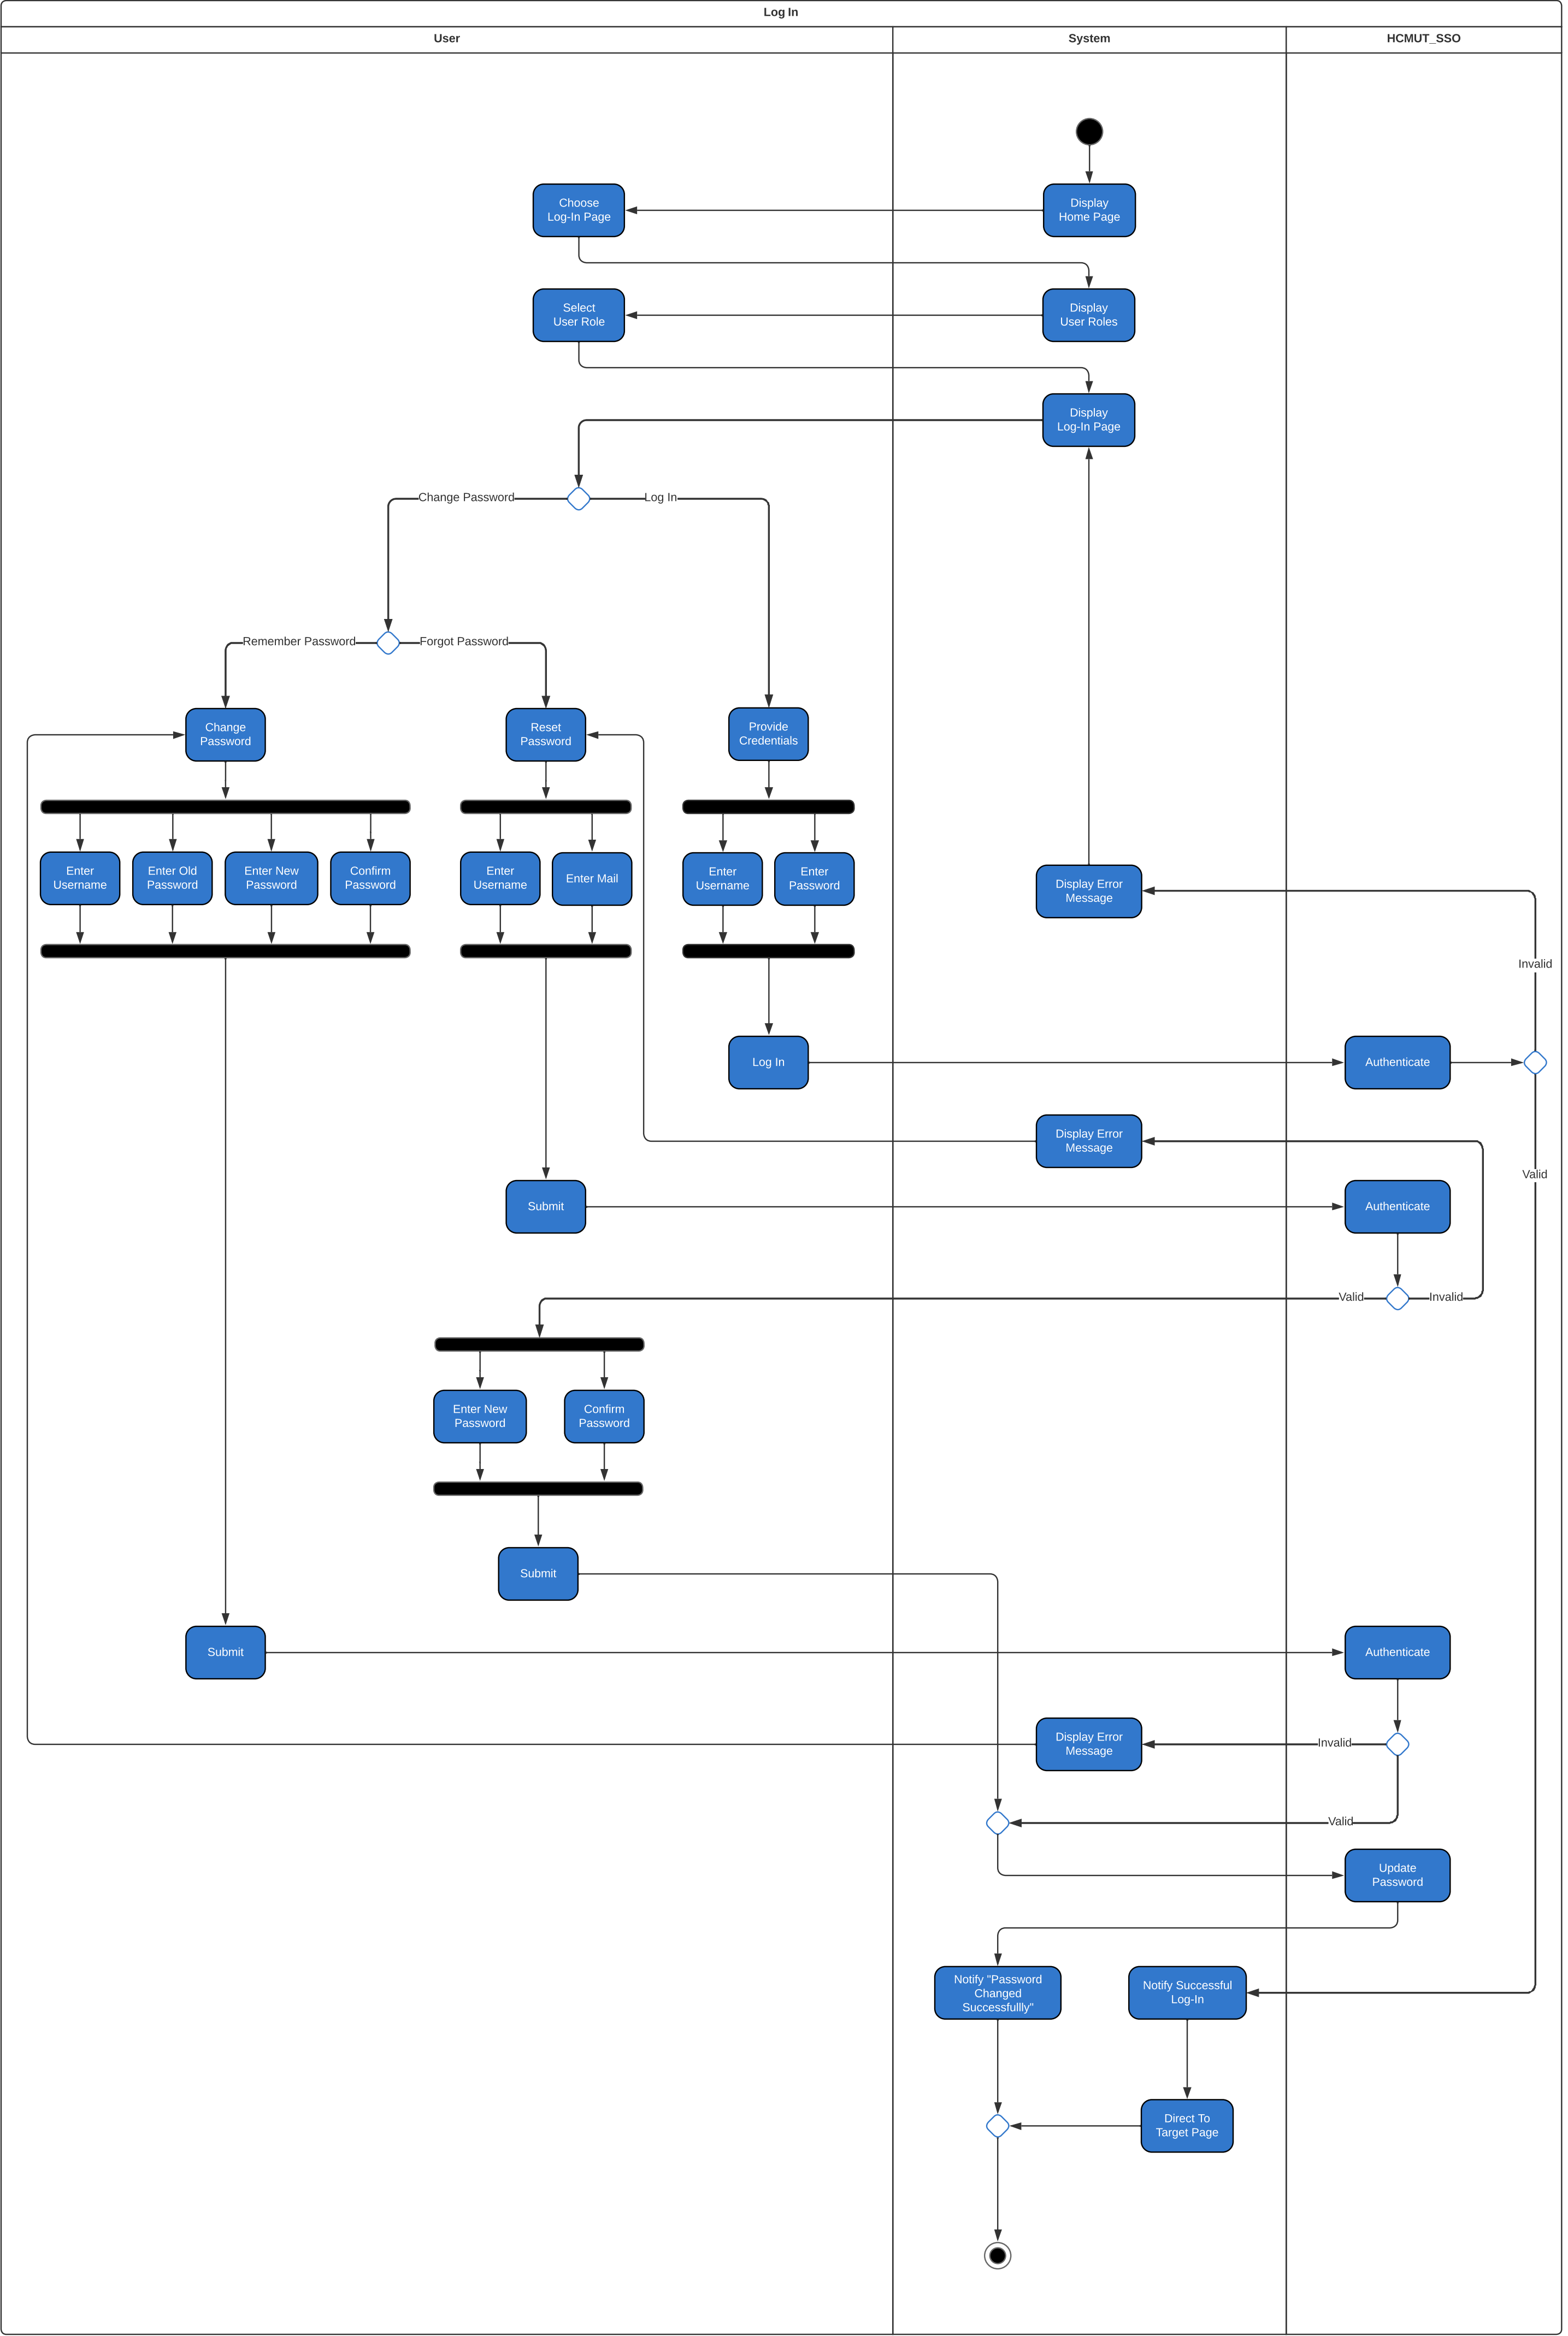 Log In
User
System
HCMUT_SSO
Choose
Log-In Page
Display
Home Page
Select
User Role
Display
User Roles
Display
Log-In Page
Change Password
Log In
Remember Password
Forgot Password
Change
Password
Reset
Password
Provide
Credentials
Enter
Username
Enter Old
Password
Enter New
Password
Confirm
Password
Enter
Username
Enter Mail
Enter
Username
Enter
Password
Display Error
Message
Invalid
Log In
Authenticate
Display Error
Message
Valid
Submit
Authenticate
Valid
Invalid
Enter New
Password
Confirm
Password
Submit
Submit
Authenticate
Display Error
Message
Invalid
Valid
Update
Password
Notify "Password
Changed
Successfullly"
Notify Successful
Log-In
Direct To
Target Page